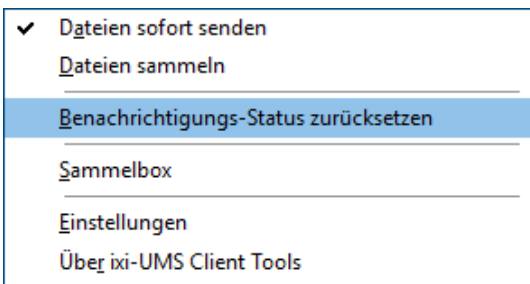 Dateien sofort senden
Dateien sammeln
Benachrichtigungs-Status zurücksetzen
Sammelbox
Einstellungen
Über ixi-UMS Client Tools